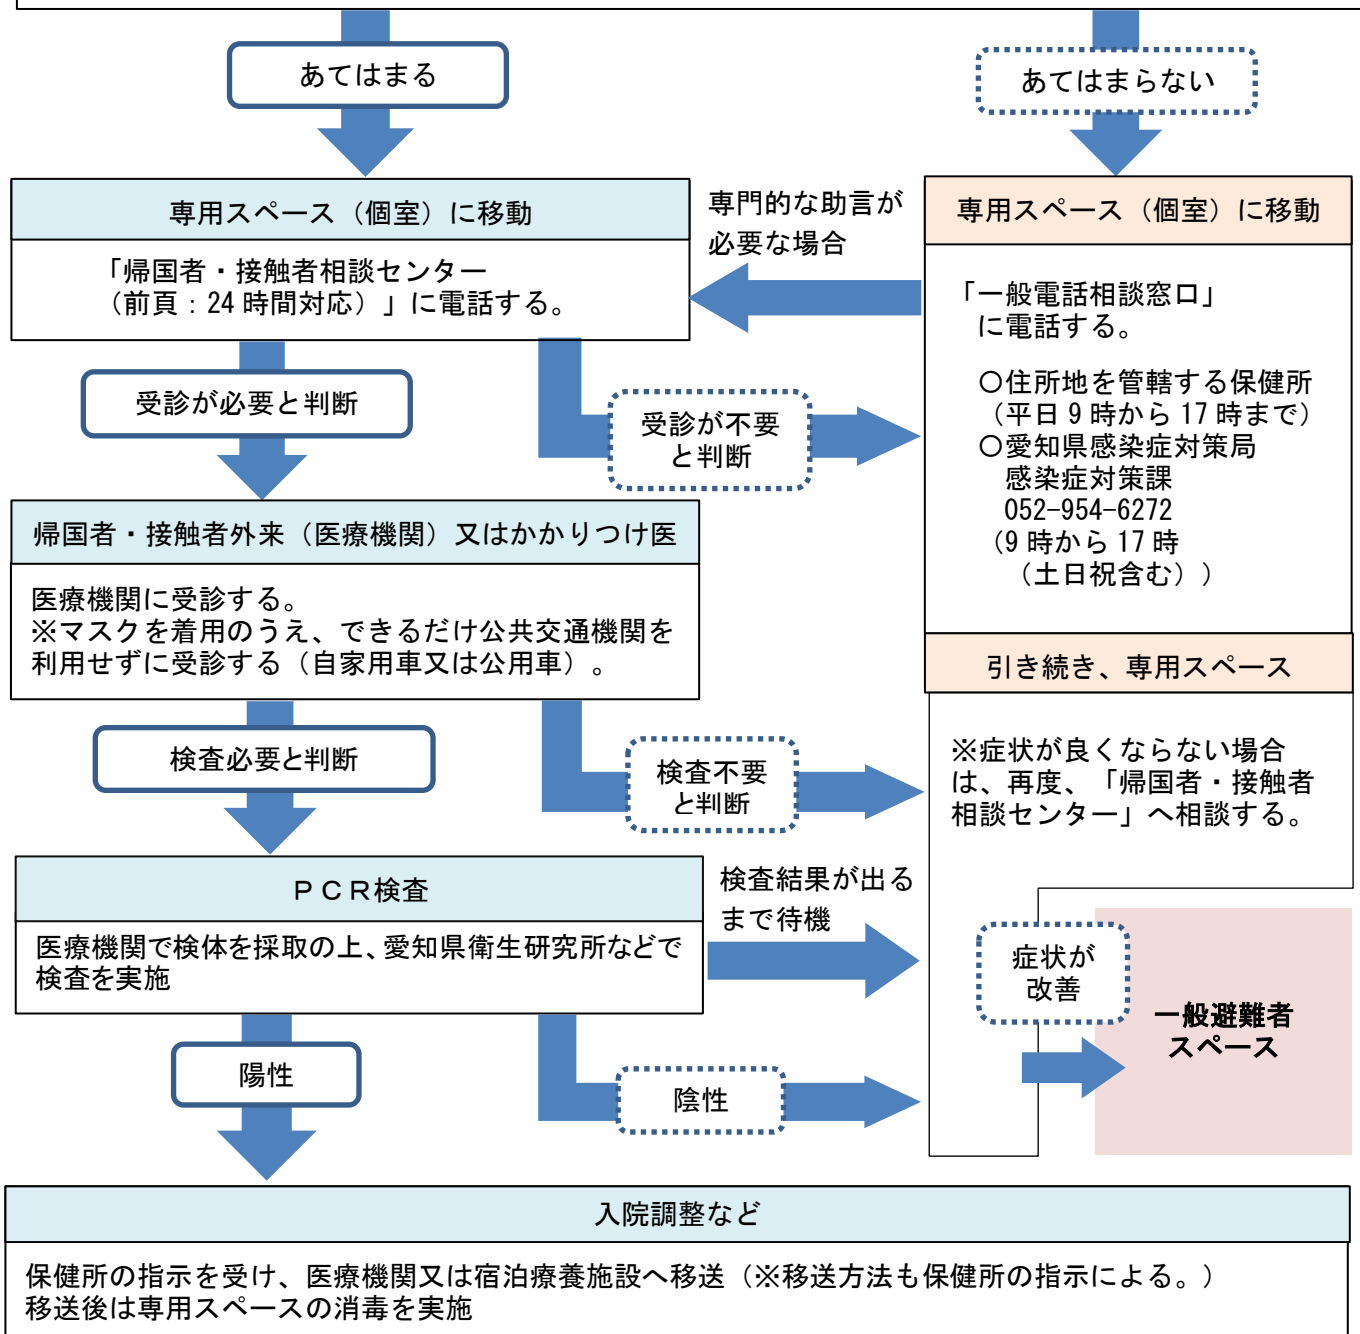 あてはまる
あてはまらない
専用スペース（個室）に移動
「帰国者・接触者相談センター
（前頁：24時間対応）」に電話する。
専門的な助言が
必要な場合
専用スペース（個室）に移動
「一般電話相談窓口」
に電話する。
〇住所地を管轄する保健所
（平日9時から17時まで）
〇愛知県感染症対策局
感染症対策課
052-954-6272
（9時から17時
（土日祝含む））
受診が必要と判断
受診が不要
と判断
帰国者・接触者外来（医療機関）又はかかりつけ医
医療機関に受診する。
※マスクを着用のうえ、できるだけ公共交通機関を
利用せずに受診する（自家用車又は公用車）。
引き続き、専用スペース
※症状が良くならない場合
は、再度、「帰国者・接触者
相談センター」へ相談する。
検査必要と判断
検査不要
と判断
ＰＣＲ検査
医療機関で検体を採取の上、愛知県衛生研究所などで
検査を実施
検査結果が出る
まで待機
症状が
改善
一般避難者
スペース
陽性
陰性
入院調整など
保健所の指示を受け、医療機関又は宿泊療養施設へ移送（※移送方法も保健所の指示による。）
移送後は専用スペースの消毒を実施